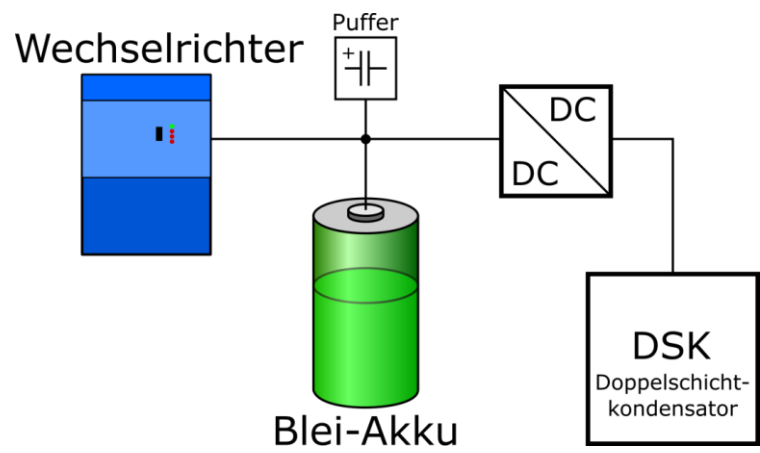 Puffer
Wechselrichter
+
DC
DC
Blei-Akku
DSK
Doppelschicht-
kondensator